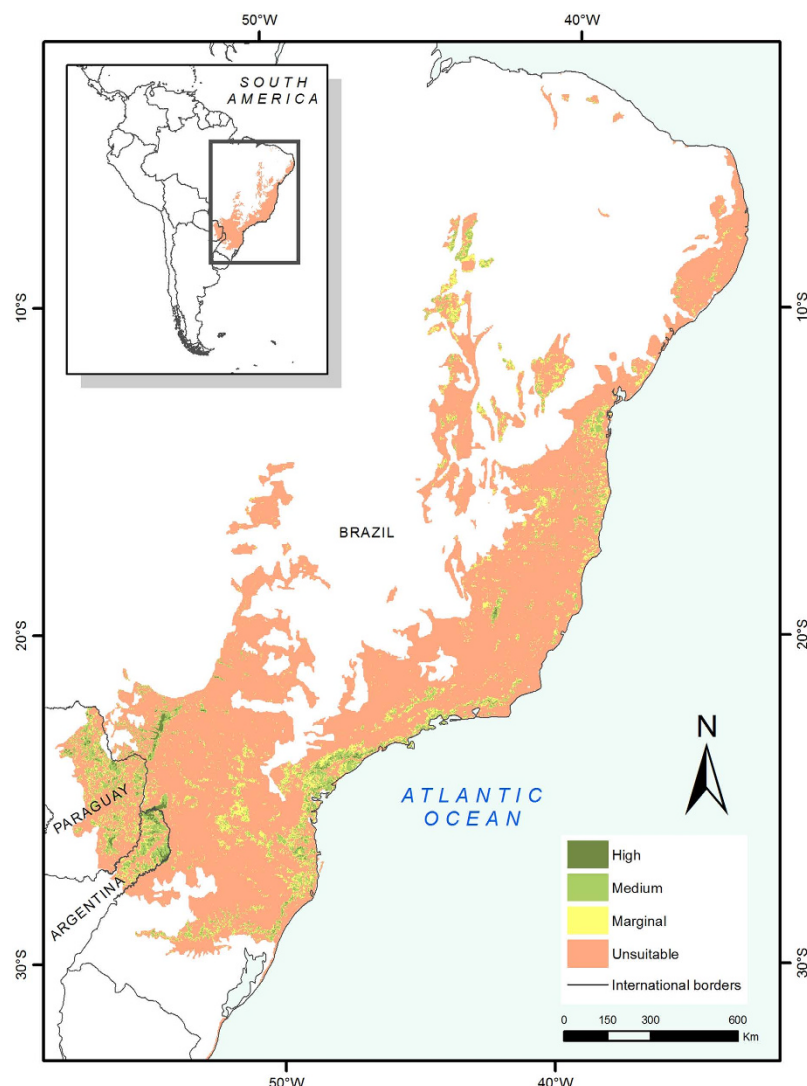 50°W
40°W
SOUTH
AMERICA
10°S
10°S
BRAZIL
20°S
20°S
N
PARAGUAY
ATLANTIC
OCEAN
ARGENTINA
High
Medium
Marginal
Unsuitable
International borders
30°S
30°S
0 150 300 600
Km
50°W
40°W